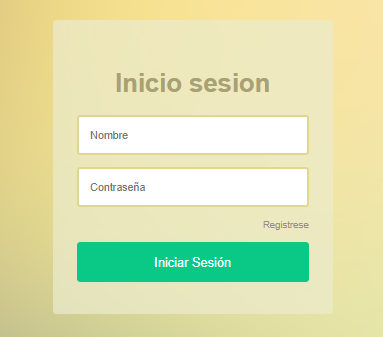 Inicio sesion
Nombre
Contraseña
Registrese
Iniciar Sesión